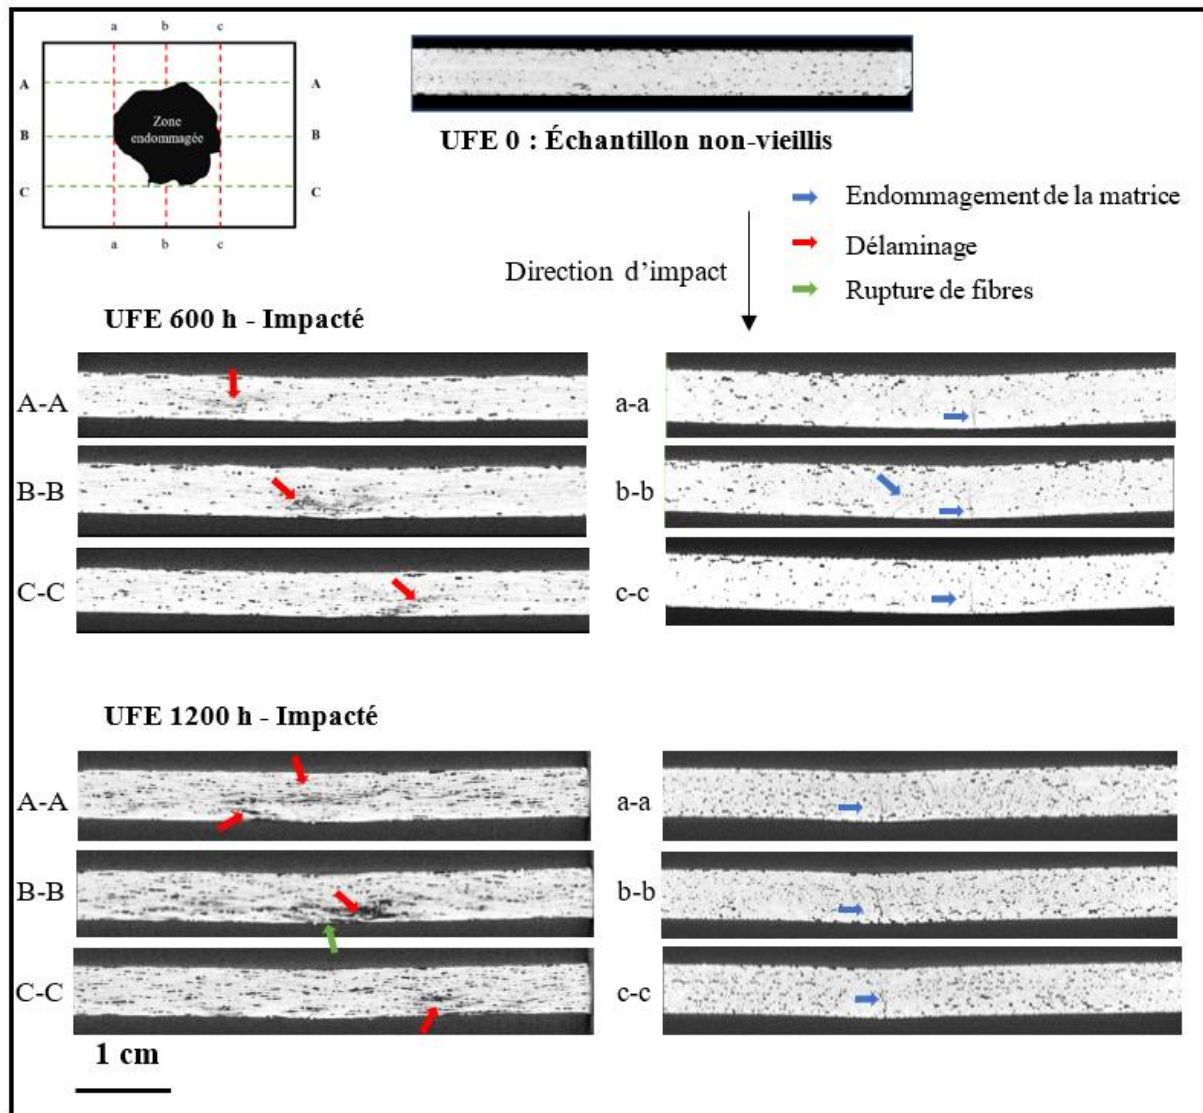 a b c
A A
Zone
endommagée
B B
C C
a b c
UFE 0 : Échantillon non-vieillis
Endommagement de la matrice
Délaminage
Rupture de fibres
Direction d'impact
UFE 600 h - Impacté
A-A a-a
B-B b-b
C-C c-c
UFE 1200 h - Impacté
A-A a-a
B-B b-b
C-C c-c
1 cm